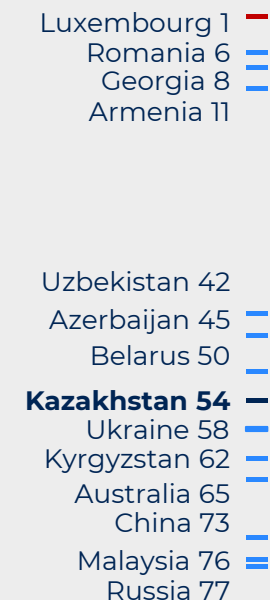 Luxembourg 1
Romania 6
Georgia 8
Armenia 11
Uzbekistan 42
Azerbaijan 45
Belarus 50
Kazakhstan 54
Ukraine 58
Kyrgyzstan 62
Australia 65
China 73
Malaysia 76
Russia 77